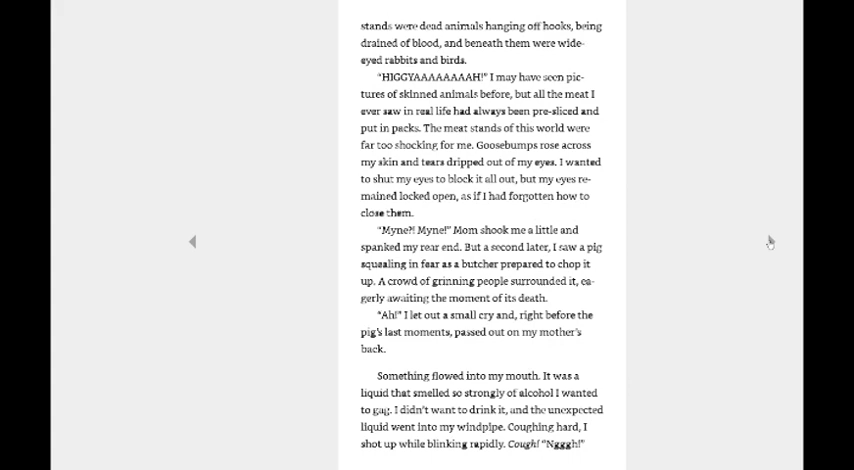 stands were dead animals hanging off hooks, being
drained of blood, and beneath them were wide-
eyed rabbits and birds.
“HIGGYAAAAAAAAH!” I may have seen pic-
tures of skinned animals before, but all the meat I
ever saw in real life had always been pre-sliced and
put in packs. The meat stands of this world were
far too shocking for me. Goosebumps rose across
my skin and tears dripped out of my eyes. I wanted
to shut my eyes to block it all out, but my eyes re-
mained locked open, as if I had forgotten how to
close them.
“Myne?! Myne!” Mom shook me a little and
spanked my rear end. But a second later, I saw a pig
squealing in fear as a butcher prepared to chop it
up. A crowd of grinning people surrounded it, ea-
gerly awaiting the moment of its death.
“Ah!” I let out a small cry and, right before the
pig’s last moments, passed out on my mother’s
back.
Something flowed into my mouth. It was a
liquid that smelled so strongly of alcohol I wanted
to gag. I didn’t want to drink it, and the unexpected
liquid went into my windpipe. Coughing hard, I
shot up while blinking rapidly. Cough! “Ngggh!”